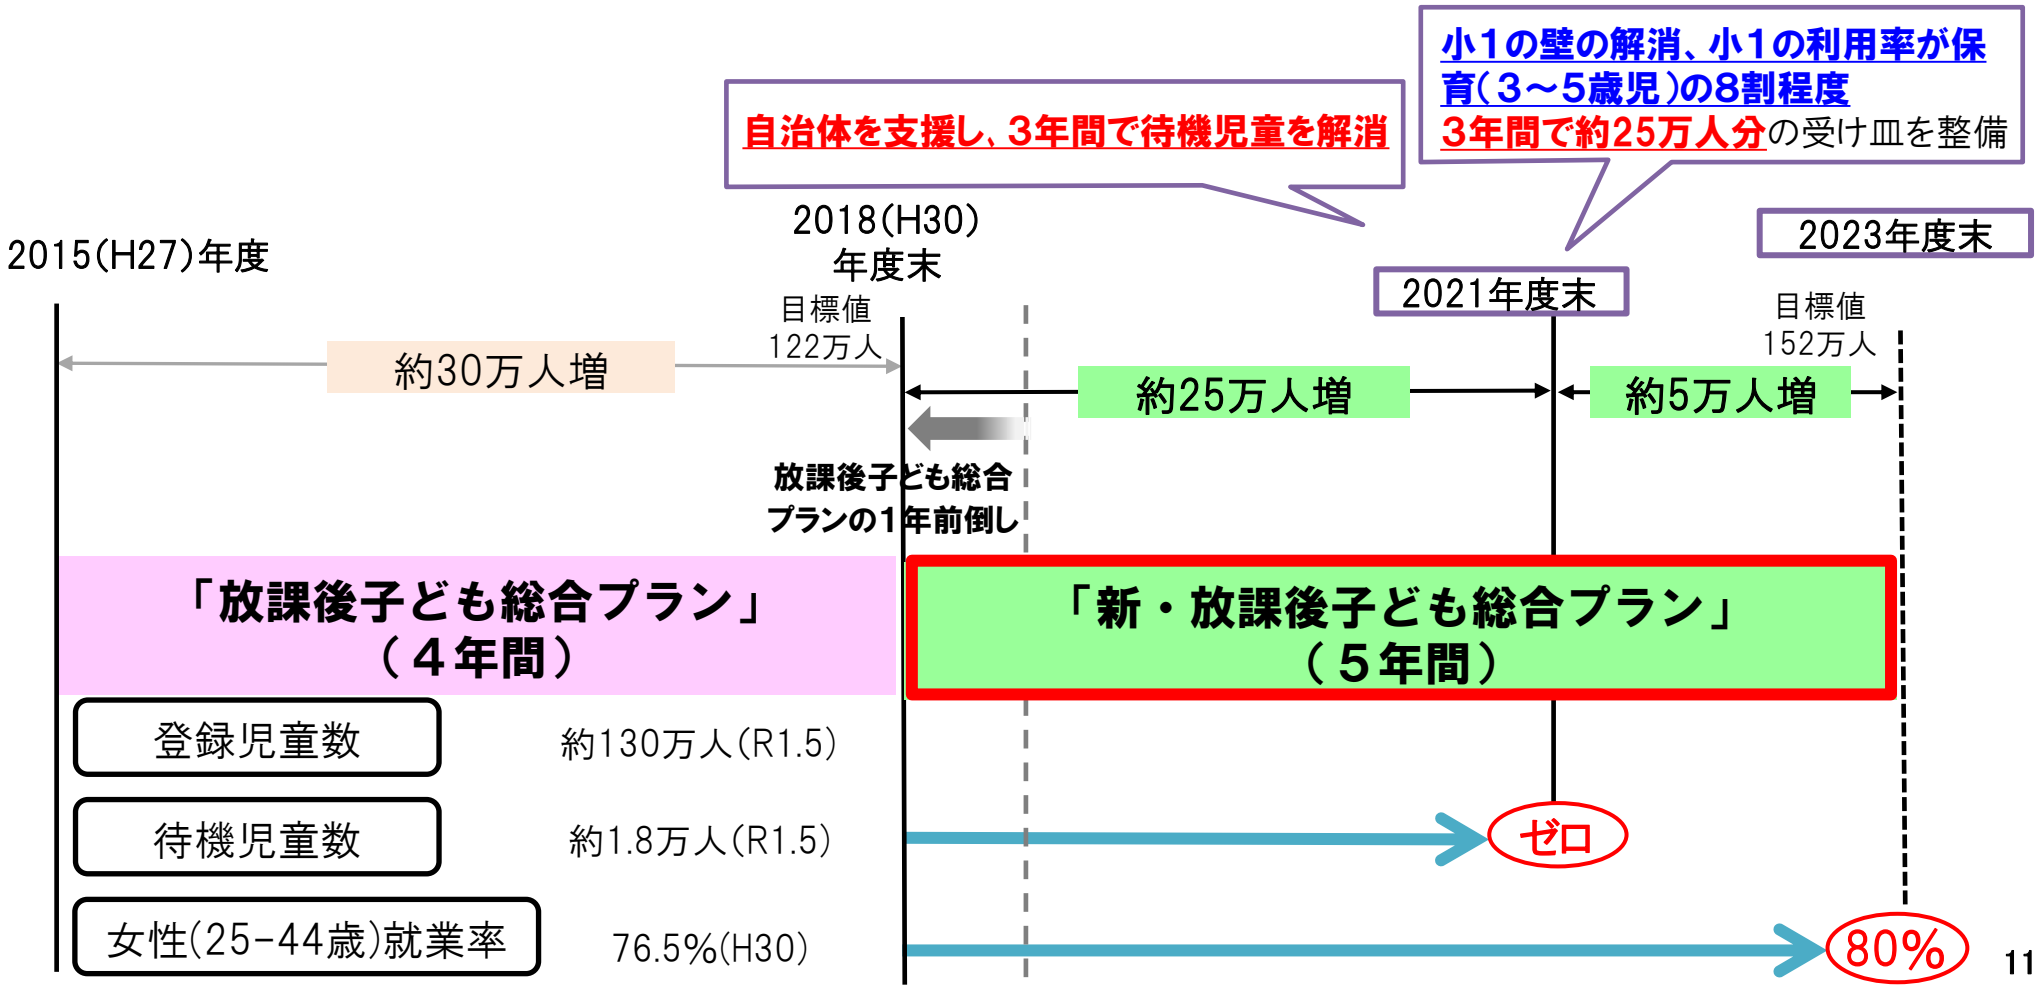 小1の壁の解消、小1の利用率が保
育(3～5歳児)の8割程度
3年間で約25万人分の受け皿を整備
自治体を支援し、3年間で待機児童を解消
2015(H27)年度
2018(H30)
年度末
2021年度末
2023年度末
目標値
122万人
目標値
152万人
約30万人増
約25万人増
約5万人増
放課後子ども総合
プランの1年前倒し
「放課後子ども総合プラン」
(4年間)
「新・放課後子ども総合プラン」
(5年間)
登録児童数
約130万人(R1.5)
待機児童数
約1.8万人(R1.5)
ゼロ
女性(25-44歳)就業率
76.5%(H30)
80%
11